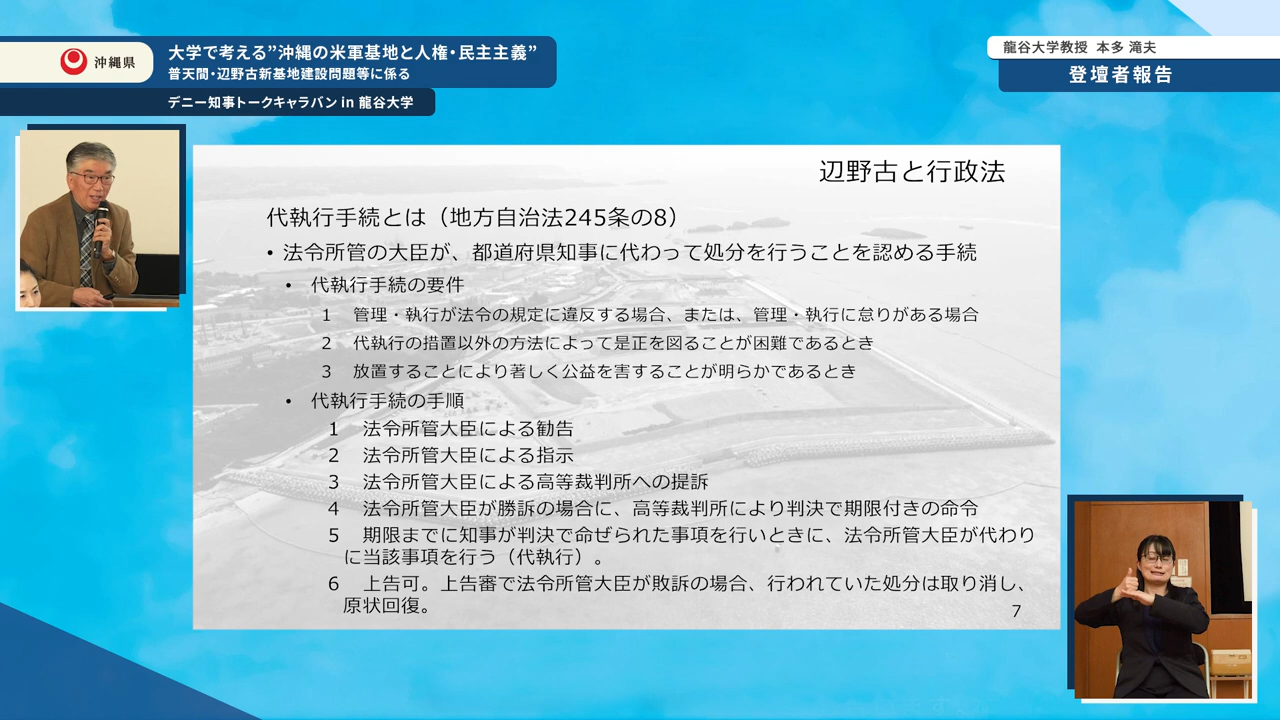 沖縄県
大学で考える”沖縄の米軍基地と人権・民主主義”
普天間・辺野古新基地建設問題等に係る
デニー知事トークキャラバン in 龍谷大学
龍谷大学教授 本多 滝夫
登壇者報告
辺野古と行政法
代執行手続とは（地方自治法245条の8）
• 法令所管の大臣が、都道府県知事に代わって処分を行うことを認める手続
• 代執行手続の要件
1 管理・執行が法令の規定に違反する場合、または、管理・執行に怠りがある場合
2 代執行の措置以外の方法によって是正を図ることが困難であるとき
3 放置することにより著しく公益を害することが明らかであるとき
• 代執行手続の手順
1 法令所管大臣による勧告
2 法令所管大臣による指示
3 法令所管大臣による高等裁判所への提訴
4 法令所管大臣が勝訴の場合に、高等裁判所により判決で期限付きの命令
5 期限までに知事が判決で命ぜられた事項を行いときに、法令所管大臣が代わり
に当該事項を行う（代執行）。
6 上告可。上告審で法令所管大臣が敗訴の場合、行われていた処分は取り消し、
原状回復。
7